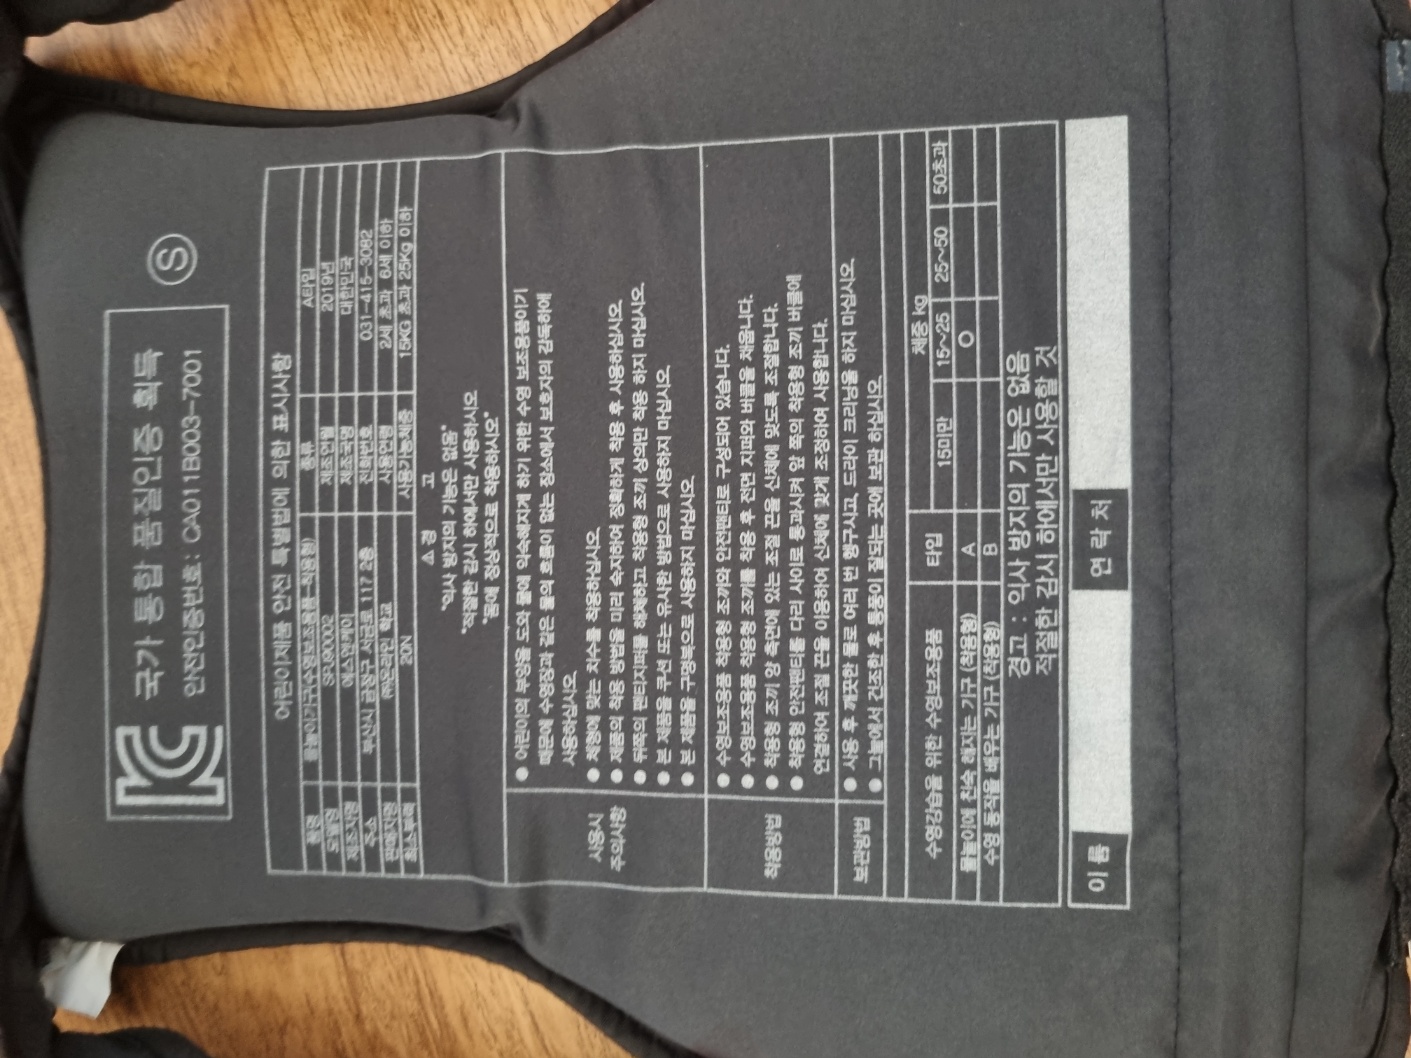 국가 통합 품질인증 획득
안전인증번호 : CA011B003-7001
S
어린이제품 안전 특별법에 의한 표시사항
품명 물놀이기구(수영보조용품-착용형) 종류 A타입
모델명 SPJ90002 제조연월 2019년
제조자명 에스앤케이 제조국명 대한민국
주소 부산시 금정구 서금로 117 2층 전화번호 031-415-3082
판매자명 ㈜온라인 학교 사용연령 2세 초과 6세 이하
최소부력 20N 사용가능체중 15KG 초과 25Kg 이하
경 고
"익사 방지의 기능은 없음"
"적절한 감시 하에서만 사용하십시오
"몸에 정상적으로 착용하십시오"
사용시
주의사항
● 어린이의 부양을 도와 물에 익숙해지게 하기 위한 수영 보조용품이기
때문에 수영장과 같은 물의 흐름이 없는 장소에서 보호자의 감독하에
사용하십시오
● 체형에 맞는 치수를 착용하십시오
● 제품의 착용 방법을 미리 숙지하여 정확하게 착용 후 사용하십시오
● 뒤쪽의 팬티지퍼를 해체하고 착용형 조끼 상의만 착용 하지 마십시오
● 본 제품을 구선 또는 유사한 방법으로 사용하지 마십시오
● 본 제품을 구명복으로 사용하지 마십시오
착용방법
● 수영보조용품 착용형 조끼와 안전팬티로 구성되어 있습니다.
● 수영보조용품 착용형 조끼를 착용 후 전면 지퍼와 버클을 채웁니다.
● 착용형 조끼 양 측면에 있는 조절 끈을 신체에 맞도록 조절합니다.
● 착용형 안전팬티를 다리 사이로 통과시켜 앞 쪽의 착용형 조끼 버클에
연결하여 조절 끈을 이용하여 신체에 맞게 조정하여 사용합니다.
보관방법
● 사용 후 깨끗한 물로 여러 번 헹구시고, 드라이 크리닝을 하지 마십시오
● 그늘에서 건조한 후 통풍이 잘되는 곳에 보관 하십시오
수영강습을 위한 수영보조용품 타입 체중 kg
15미만 15~25 25~50 50초과
물놀이에 친숙 해지는 기구 (착용형) A O
수영 동작을 배우는 기구 (착용형) B
경고 : 익사 방지의 기능은 없음
적절한 감시 하에서만 사용할 것
이 름 연 락 처